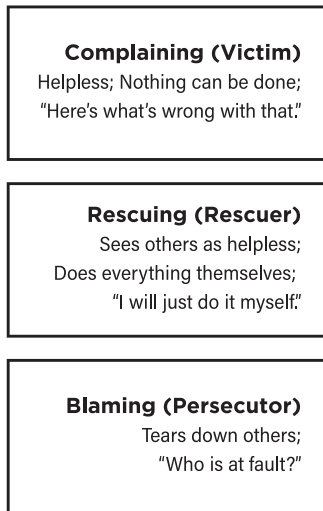 Complaining (Victim)
Helpless; Nothing can be done;
“Here’s what’s wrong with that.”
Rescuing (Rescuer)
Sees others as helpless;
Does everything themselves;
“I will just do it myself.”
Blaming (Persecutor)
Tears down others;
“Who is at fault?”